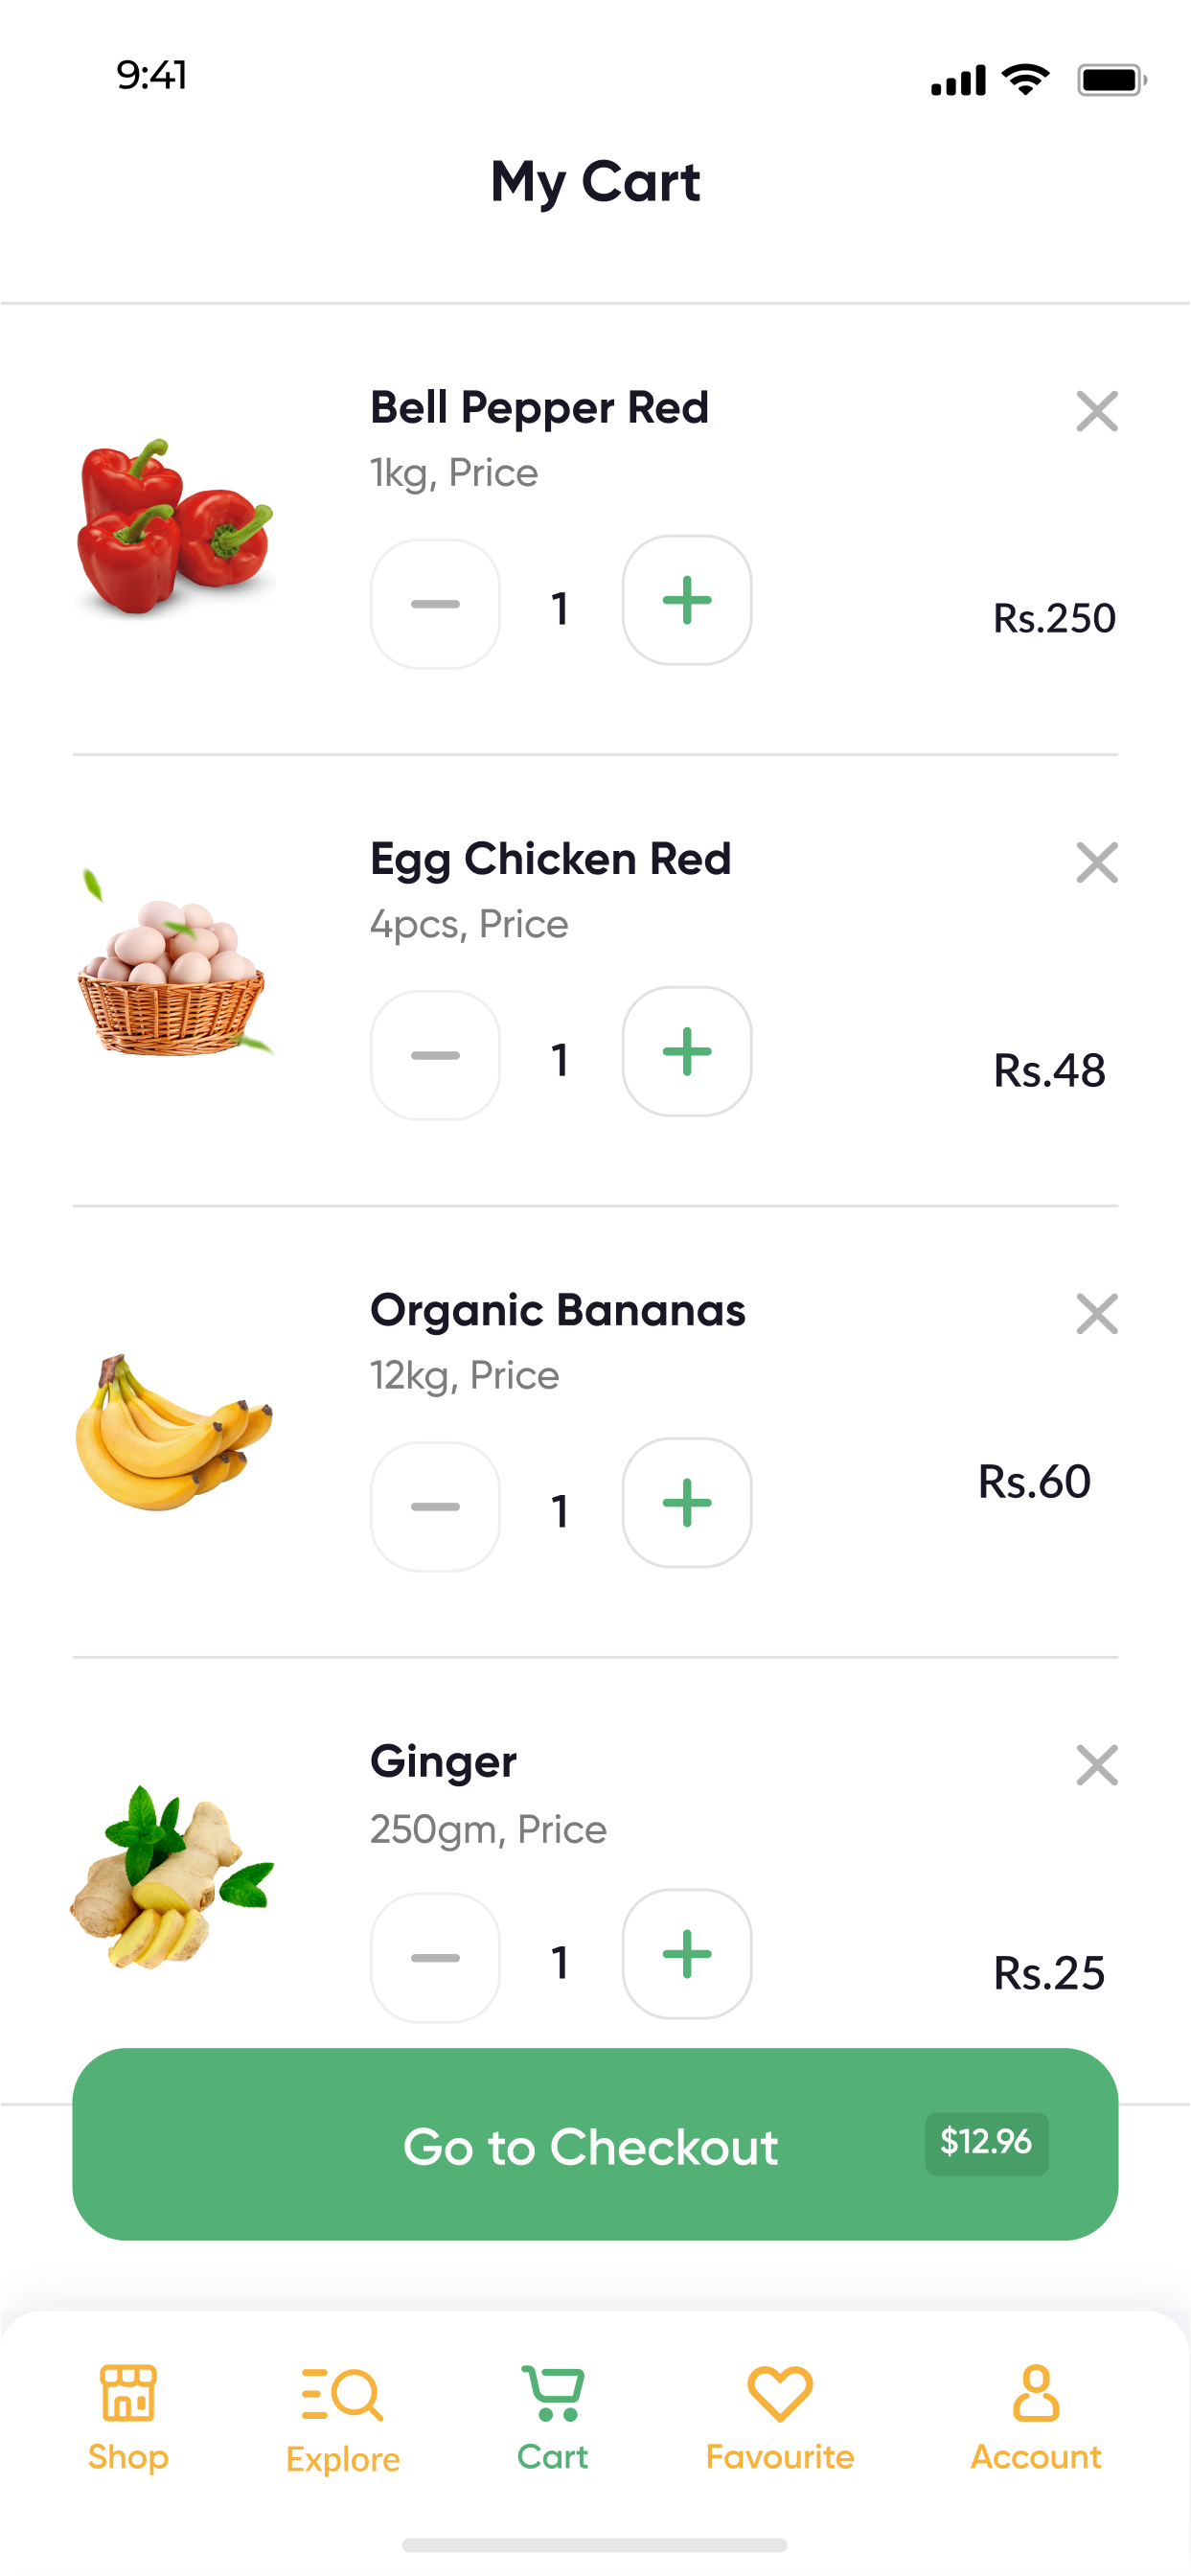 9:41
My Cart
Bell Pepper Red
1kg, Price
1
Rs.250
Egg Chicken Red
4pcs, Price
1
Rs.48
Organic Bananas
12kg, Price
1
Rs.60
Ginger
250gm, Price
1
Rs.25
Go to Checkout $12.96
Shop Explore Cart Favourite Account